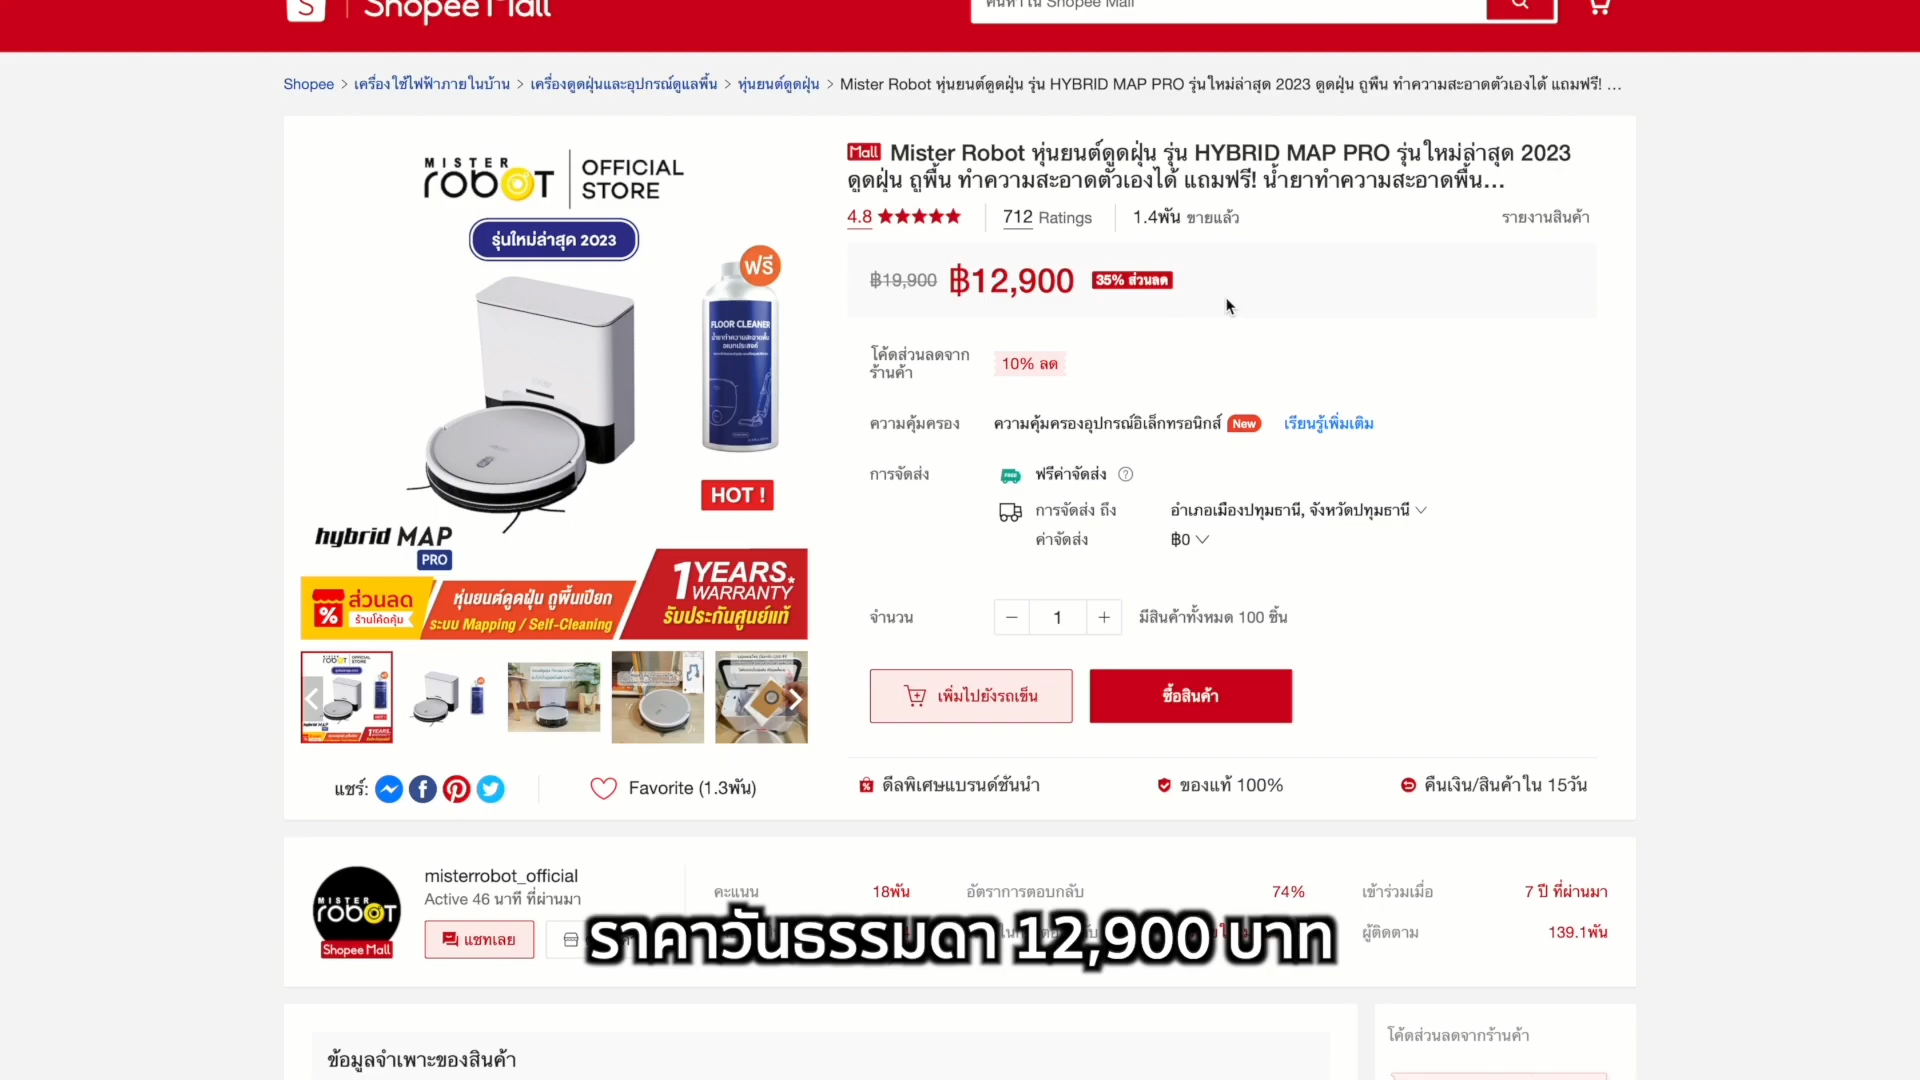 Shopee Mall
ค้นหาใน Shopee Mall
Shopee > เครื่องใช้ไฟฟ้าภายในบ้าน > เครื่องดูดฝุ่นและอุปกรณ์ดูแลพื้น > หุ่นยนต์ดูดฝุ่น > Mister Robot หุ่นยนต์ดูดฝุ่น รุ่น HYBRID MAP PRO รุ่นใหม่ล่าสุด 2023 ดูดฝุ่น ถูพื้น ทำความสะอาดตัวเองได้ แถมฟรี! ...
MISTER
robot
OFFICIAL
STORE
รุ่นใหม่ล่าสุด 2023
ฟรี
FLOOR CLEANER
HOT !
hybrid MAP
PRO
ส่วนลด
ร้านโค้ดคุ้ม
หุ่นยนต์ดูดฝุ่น ถูพื้นเปียก
ระบบ Mapping / Self-Cleaning
1 YEARS*
WARRANTY
รับประกันศูนย์แท้
Mall Mister Robot หุ่นยนต์ดูดฝุ่น รุ่น HYBRID MAP PRO รุ่นใหม่ล่าสุด 2023
ดูดฝุ่น ถูพื้น ทำความสะอาดตัวเองได้ แถมฟรี! น้ำยาทำความสะอาดพื้น...
4.8 712 Ratings 1.4พัน ขายแล้ว รายงานสินค้า
฿19,900 ฿12,900 35% ส่วนลด
โค้ดส่วนลดจาก
ร้านค้า
10% ลด
ความคุ้มครอง ความคุ้มครองอุปกรณ์อิเล็กทรอนิกส์ New เรียนรู้เพิ่มเติม
การจัดส่ง ฟรีค่าจัดส่ง
การจัดส่ง ถึง อำเภอเมืองปทุมธานี, จังหวัดปทุมธานี
ค่าจัดส่ง ฿0
จำนวน 1 มีสินค้าทั้งหมด 100 ชิ้น
เพิ่มไปยังรถเข็น ซื้อสินค้า
แชร์: Favorite (1.3พัน)
ดีลพิเศษแบรนด์ชั้นนำ ของแท้ 100% คืนเงิน/สินค้าใน 15วัน
MISTER
robot
Shopee Mall
misterrobot_official
Active 46 นาที ที่ผ่านมา
แชทเลย
คะแนน 18พัน อัตราการตอบกลับ 74% เข้าร่วมเมื่อ 7 ปี ที่ผ่านมา
ผู้ติดตาม 139.1พัน
ราคาวันธรรมดา 12,900 บาท
ข้อมูลจำเพาะของสินค้า
โค้ดส่วนลดจากร้านค้า